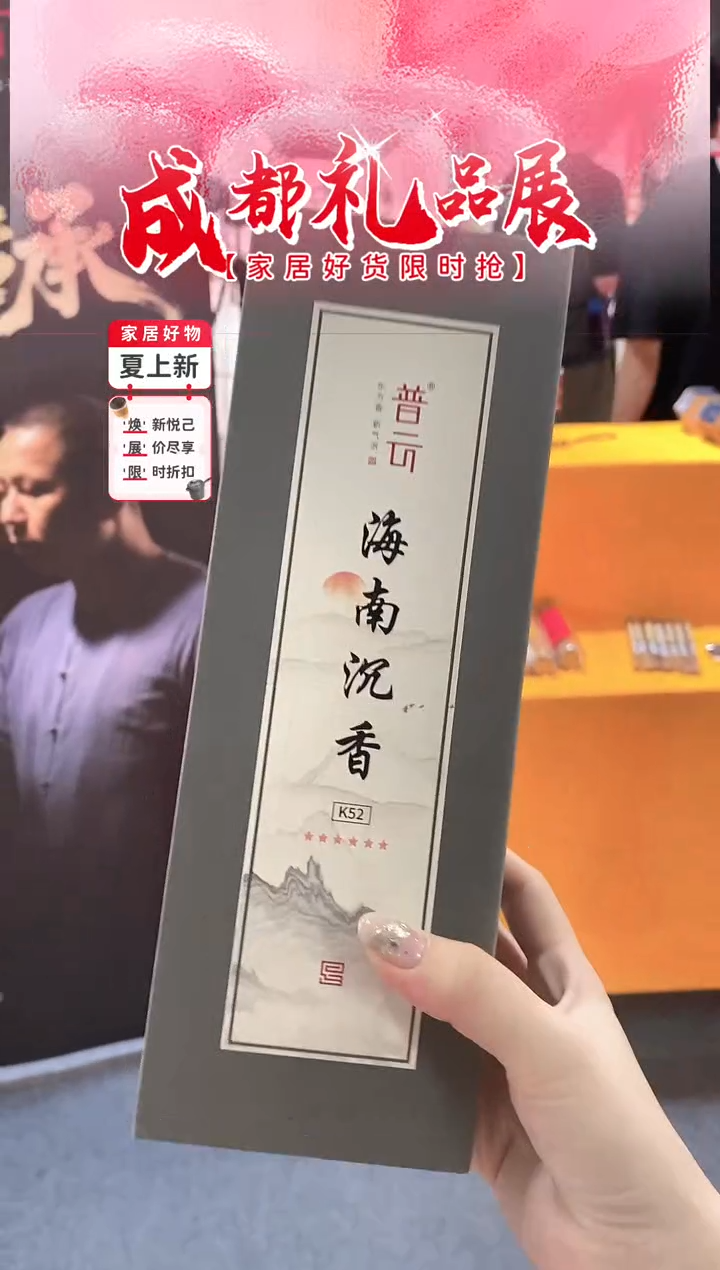 成都礼品展
【家居好货限时抢】
家居好物
夏上新
'焕'新悦己
'展'价尽享
'限'时折扣
承
普云®
海南沉香
K52